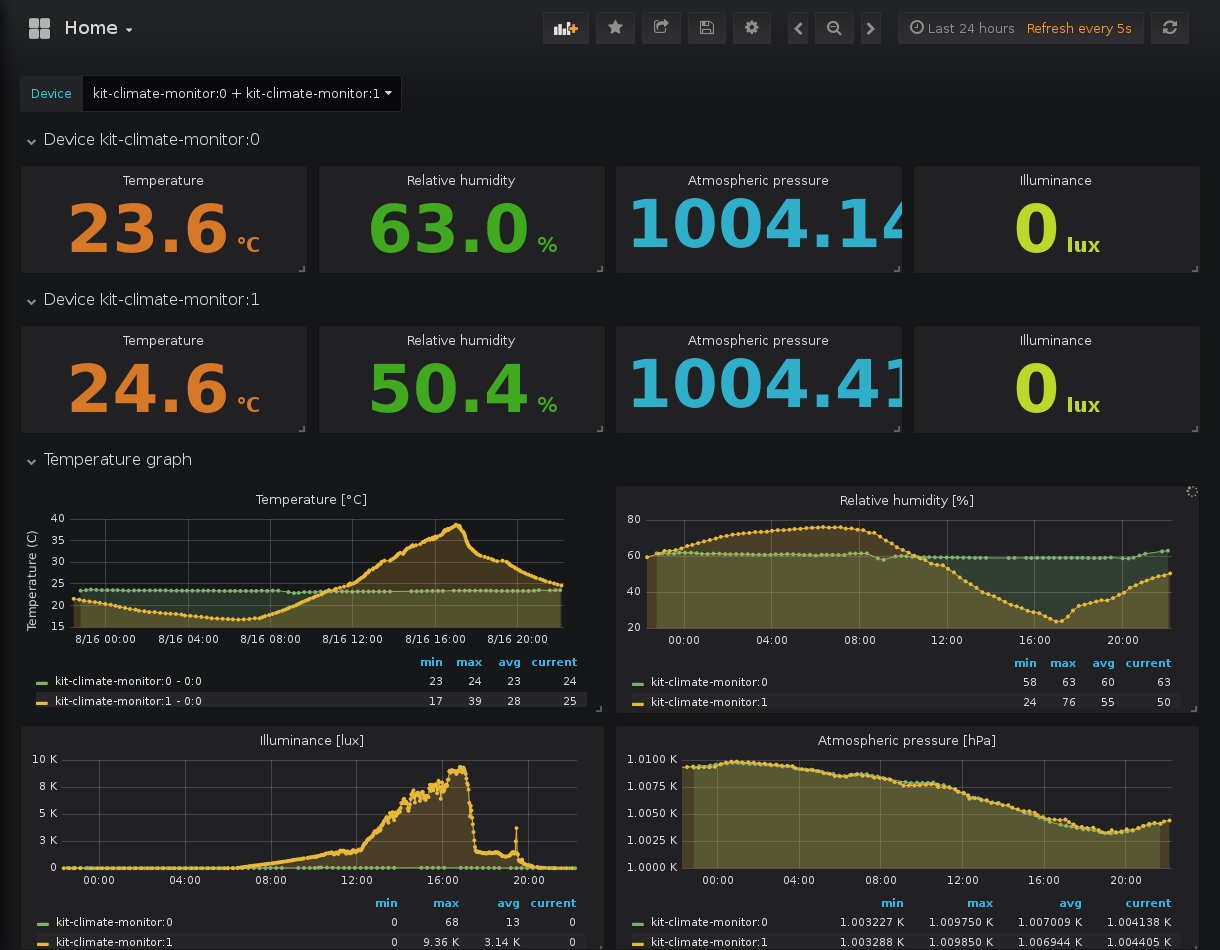 Home
Last 24 hours Refresh every 5s
Device kit-climate-monitor:0 + kit-climate-monitor:1
Device kit-climate-monitor:0
Temperature Relative humidity Atmospheric pressure Illuminance
23.6 °C 63.0 % 1004.14 0 lux
Device kit-climate-monitor:1
Temperature Relative humidity Atmospheric pressure Illuminance
24.6 °C 50.4 % 1004.41 0 lux
Temperature graph
Temperature [°C]
Temperature (C)
40
35
30
25
20
15
8/16 00:00 8/16 04:00 8/16 08:00 8/16 12:00 8/16 16:00 8/16 20:00
min max avg current
kit-climate-monitor:0 - 0:0 23 24 23 24
kit-climate-monitor:1 - 0:0 17 39 28 25
Relative humidity [%]
80
60
40
20
00:00 04:00 08:00 12:00 16:00 20:00
min max avg current
kit-climate-monitor:0 58 63 60 63
kit-climate-monitor:1 24 76 55 50
Illuminance [lux]
10 K
8 K
5 K
3 K
0
00:00 04:00 08:00 12:00 16:00 20:00
min max avg current
kit-climate-monitor:0 0 68 13 0
kit-climate-monitor:1 0 9.36 K 3.14 K 0
Atmospheric pressure [hPa]
1.0100 K
1.0075 K
1.0050 K
1.0025 K
1.0000 K
00:00 04:00 08:00 12:00 16:00 20:00
min max avg current
kit-climate-monitor:0 1.003227 K 1.009750 K 1.007009 K 1.004138 K
kit-climate-monitor:1 1.003288 K 1.009850 K 1.006944 K 1.004405 K